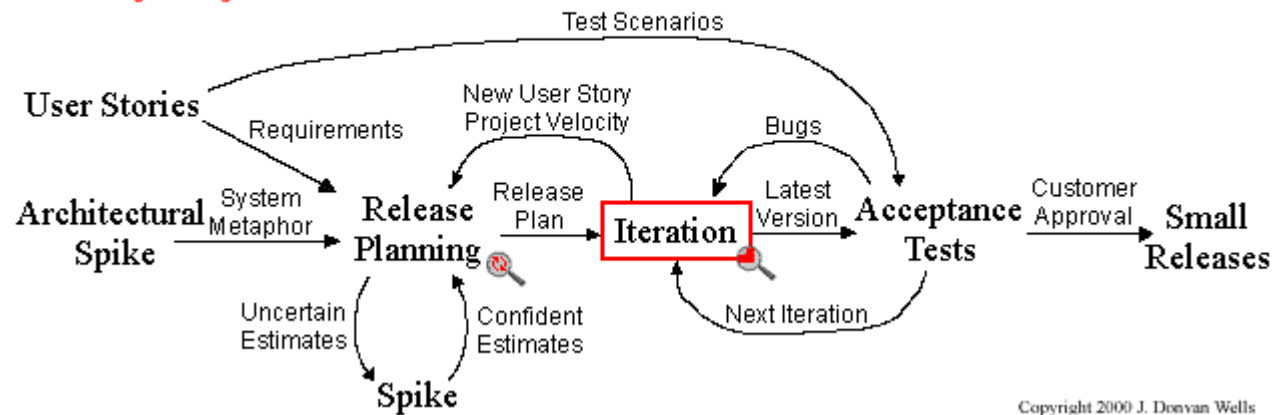 Test Scenarios
User Stories
Requirements
New User Story
Project Velocity
Bugs
Architectural
Spike
System
Metaphor
Release
Planning
Release
Plan
Iteration
Latest
Version
Acceptance
Tests
Customer
Approval
Small
Releases
Uncertain
Estimates
Confident
Estimates
Next Iteration
Spike
Copyright 2000 J. Donvan Wells